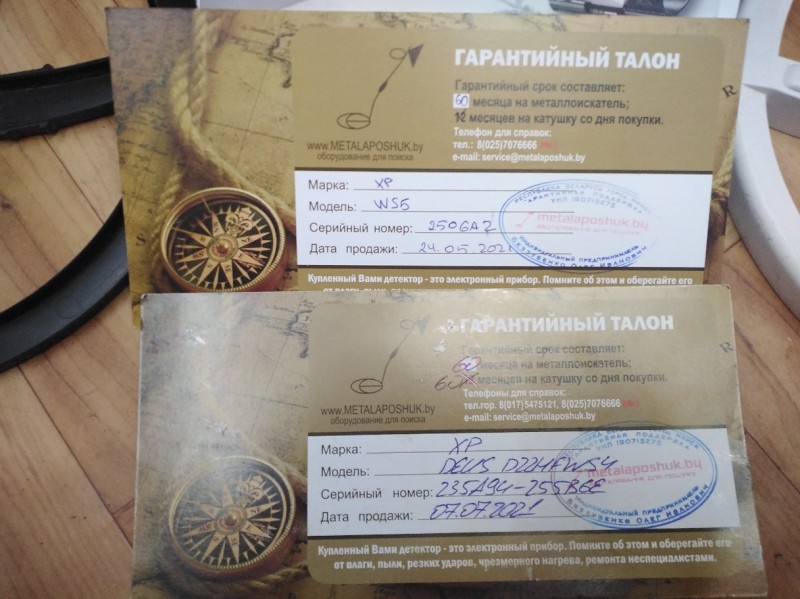 ГАРАНТИЙНЫЙ ТАЛОН
Гарантийный срок составляет:
60 месяца на металлоискатель;
12 месяцев на катушку со дня покупки.
Телефон для справок:
тел.: 8(025)7076666
e-mail: service@metalaposhuk.by
www.METALAPOSHUK.by
оборудование для поиска
Марка: XP
Модель: WS5
Серийный номер: 2506AZ
Дата продажи: 24.05.202
metalaposhuk.by
Купленный Вами детектор - это электронный прибор. Помните об этом и оберегайте его
ГАРАНТИЙНЫЙ ТАЛОН
Гарантийный срок составляет:
60 месяца на металлоискатель;
60 месяцев на катушку со дня покупки.
Телефоны для справок:
тел.гор. 8(017)5475121, 8(025)7076666
e-mail: service@metalaposhuk.by
www.METALAPOSHUK.by
оборудование для поиска
Марка: XP
Модель: DEUS D22HFWS4
Серийный номер: 235A94-255B6E
Дата продажи: 07.07.2021
metalaposhuk.by
Купленный Вами детектор - это электронный прибор. Помните об этом и оберегайте его
от влаги, пыли, резких ударов, чрезмерного нагрева, ремонта неспециалистами.